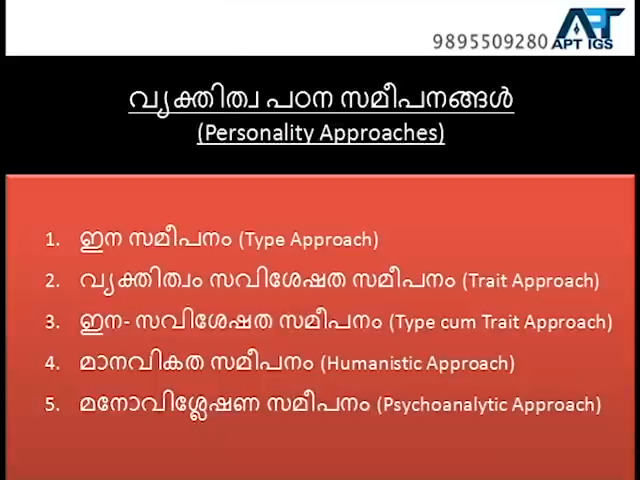 9895509280
APT IGS
വ്യക്തിത്വ പഠന സമീപനങ്ങൾ
(Personality Approaches)
1. ഇന സമീപനം (Type Approach)
2. വ്യക്തിത്വം സവിശേഷത സമീപനം (Trait Approach)
3. ഇന- സവിശേഷത സമീപനം (Type cum Trait Approach)
4. മാനവികത സമീപനം (Humanistic Approach)
5. മനോവിശ്ലേഷണ സമീപനം (Psychoanalytic Approach)